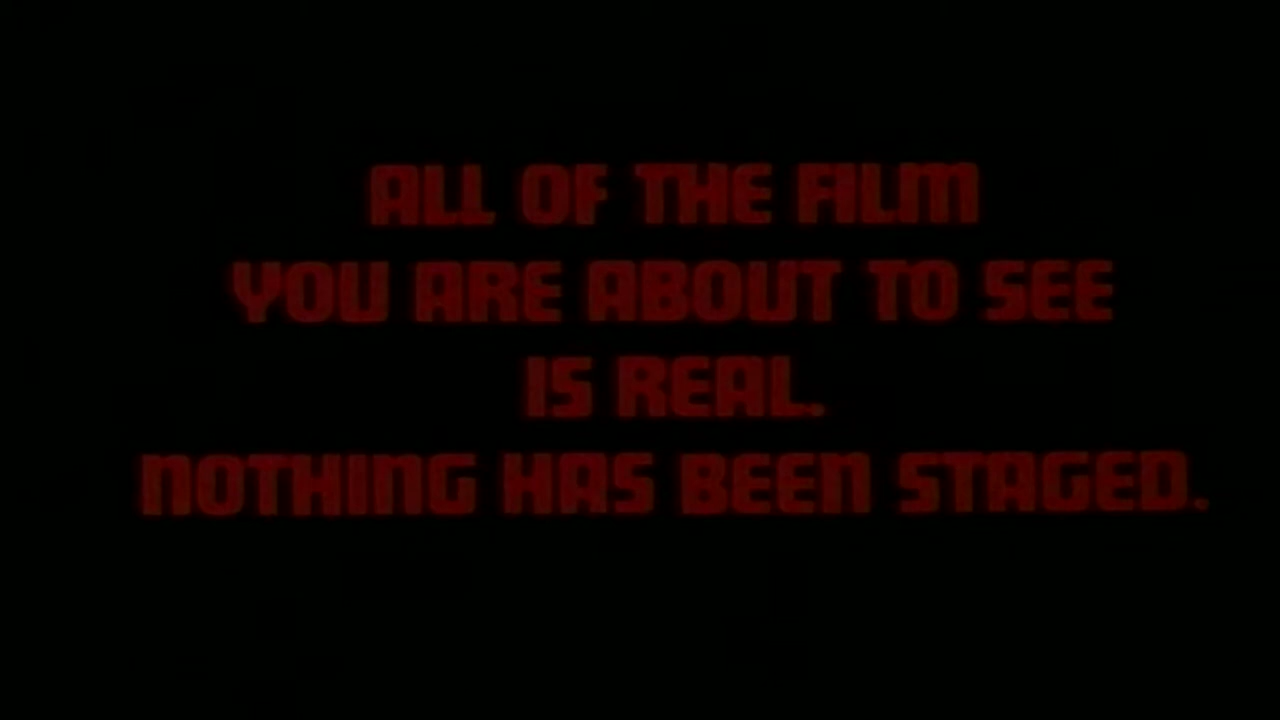 ALL OF THE FILM
YOU ARE ABOUT TO SEE
IS REAL.
NOTHING HAS BEEN STAGED.